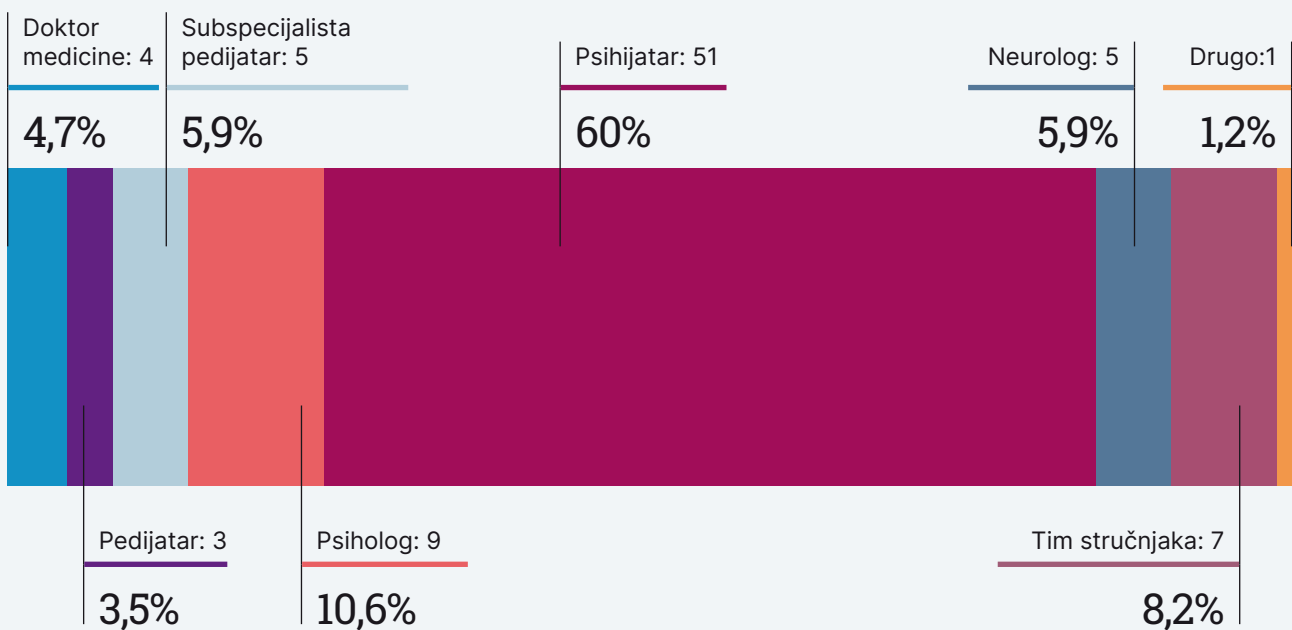 Doktor
medicine: 4
4,7%
Subspecijalista
pedijatar: 5
5,9%
Psihijatar: 51
60%
Neurolog: 5
5,9%
Drugo:1
1,2%
Pedijatar: 3
3,5%
Psiholog: 9
10,6%
Tim stručnjaka: 7
8,2%